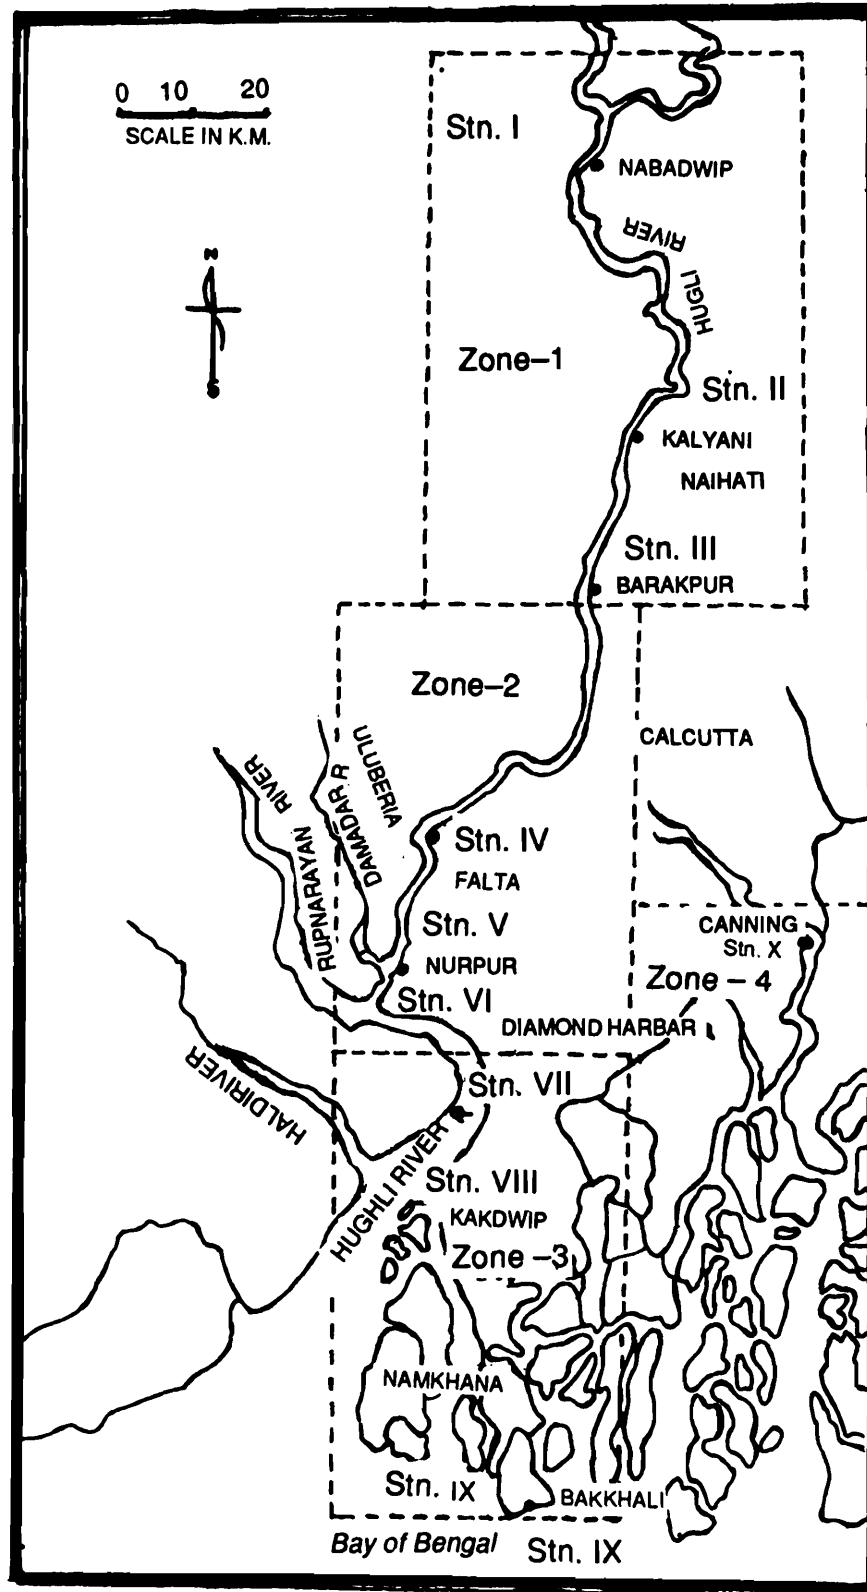 0 10 20
SCALE IN K.M.
N
S
Stn. I
NABADWIP
RIVER
HUGLI
Zone–1
Stn. II
KALYANI
NAIHATI
Stn. III
BARAKPUR
Zone–2
CALCUTTA
ULUBERIA
DAMADAR R
RUPNARAYAN RIVER
Stn. IV
FALTA
Stn. V
NURPUR
Stn. VI
CANNING
Stn. X
Zone – 4
DIAMOND HARBAR
HALDIRIVER
Stn. VII
HUGHLI RIVER
Stn. VIII
KAKDWIP
Zone –3
NAMKHANA
Stn. IX
BAKKHALI
Bay of Bengal
Stn. IX